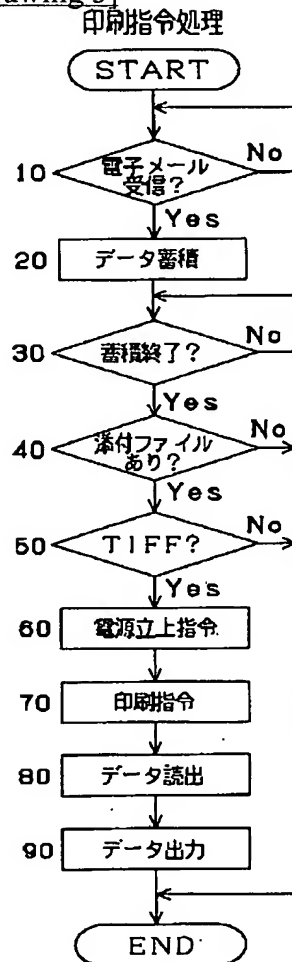 印刷指令処理
START
10 電子メール
受信?
No
Yes
20 データ蓄積
30 蓄積終了?
No
Yes
40 添付ファイル
あり?
No
Yes
50 TIFF?
No
Yes
60 電源立上指令
70 印刷指令
80 データ読出
90 データ出力
END